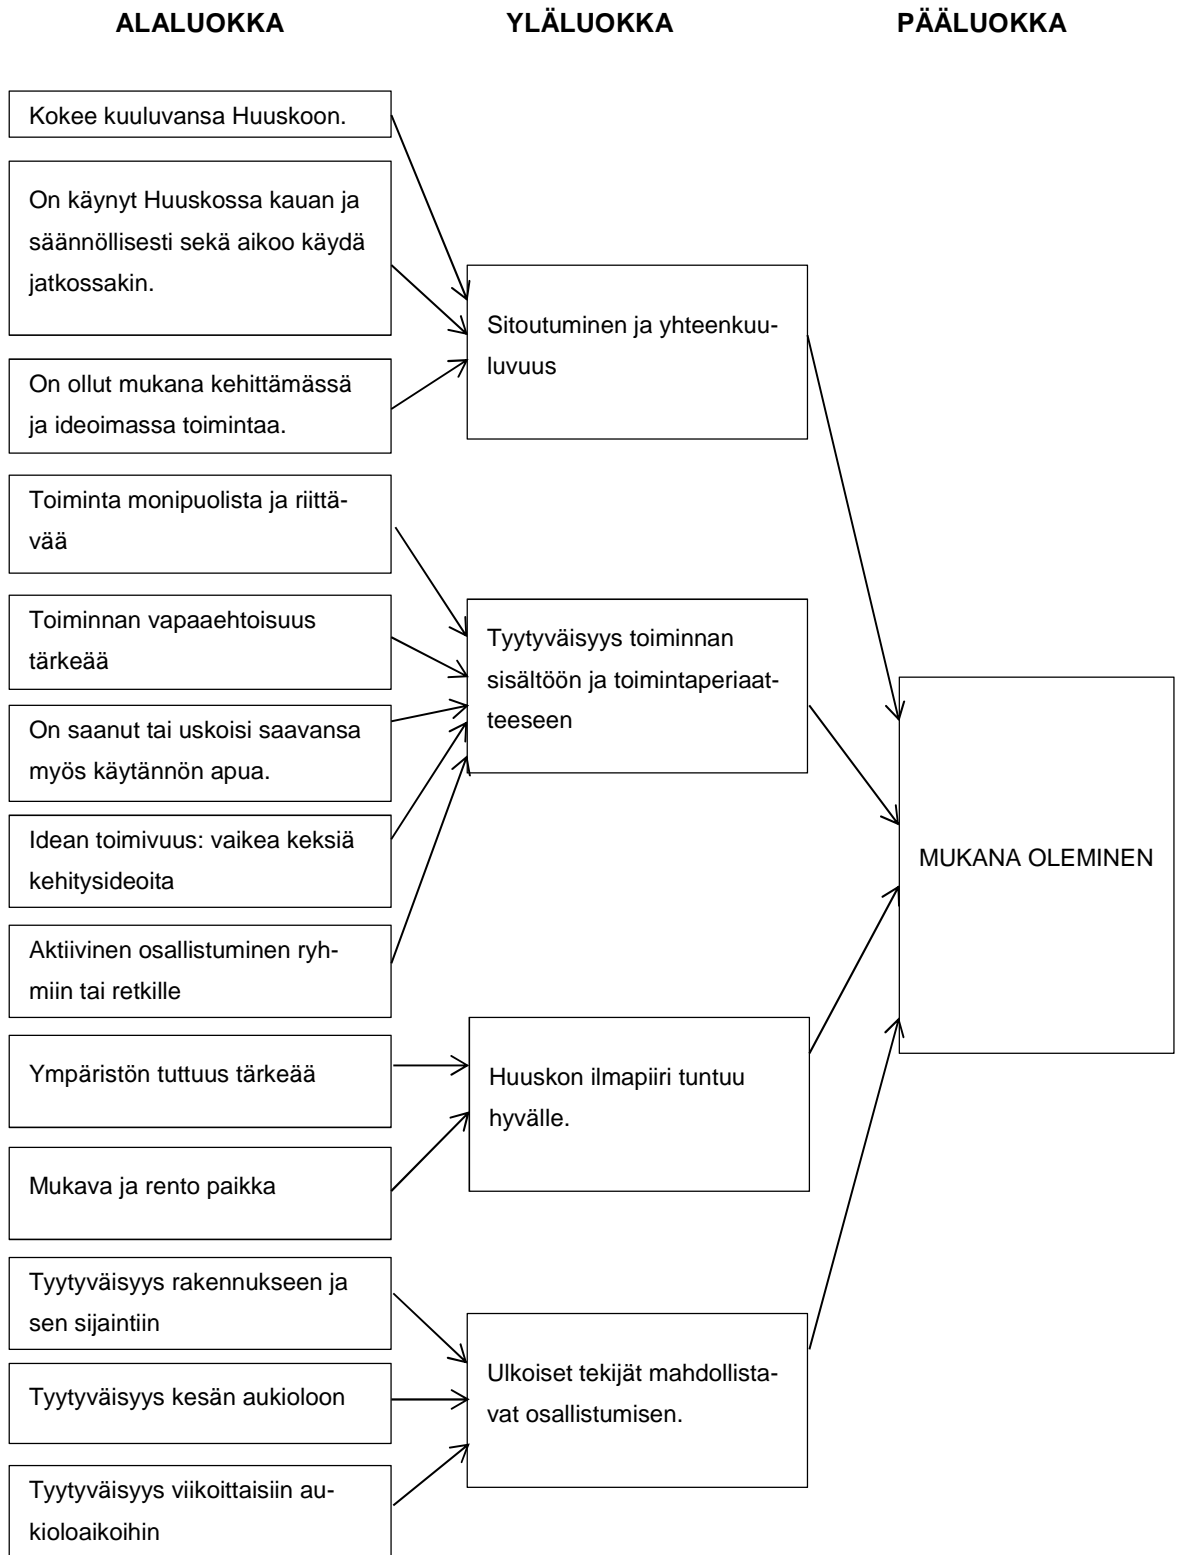 ALALUOKKA YLÄLUOKKA PÄÄLUOKKA
Kokee kuuluvansa Huuskoon.
On käynyt Huuskossa kauan ja
säännöllisesti sekä aikoo käydä
jatkossakin.
On ollut mukana kehittämässä
ja ideoimassa toimintaa.
Toiminta monipuolista ja riittä-
vää
Toiminnan vapaaehtoisuus
tärkeää
On saanut tai uskoisi saavansa
myös käytännön apua.
Idean toimivuus: vaikea keksiä
kehitysideoita
Aktiivinen osallistuminen ryh-
miin tai retkille
Ympäristön tuttuus tärkeää
Mukava ja rento paikka
Tyytyväisyys rakennukseen ja
sen sijaintiin
Tyytyväisyys kesän aukioloon
Tyytyväisyys viikoittaisiin au-
kioloaikoihin
Sitoutuminen ja yhteenkuu-
luvuus
Tyytyväisyys toiminnan
sisältöön ja toimintaperiaat-
teeseen
Huuskon ilmapiiri tuntuu
hyvälle.
Ulkoiset tekijät mahdollista-
vat osallistumisen.
MUKANA OLEMINEN